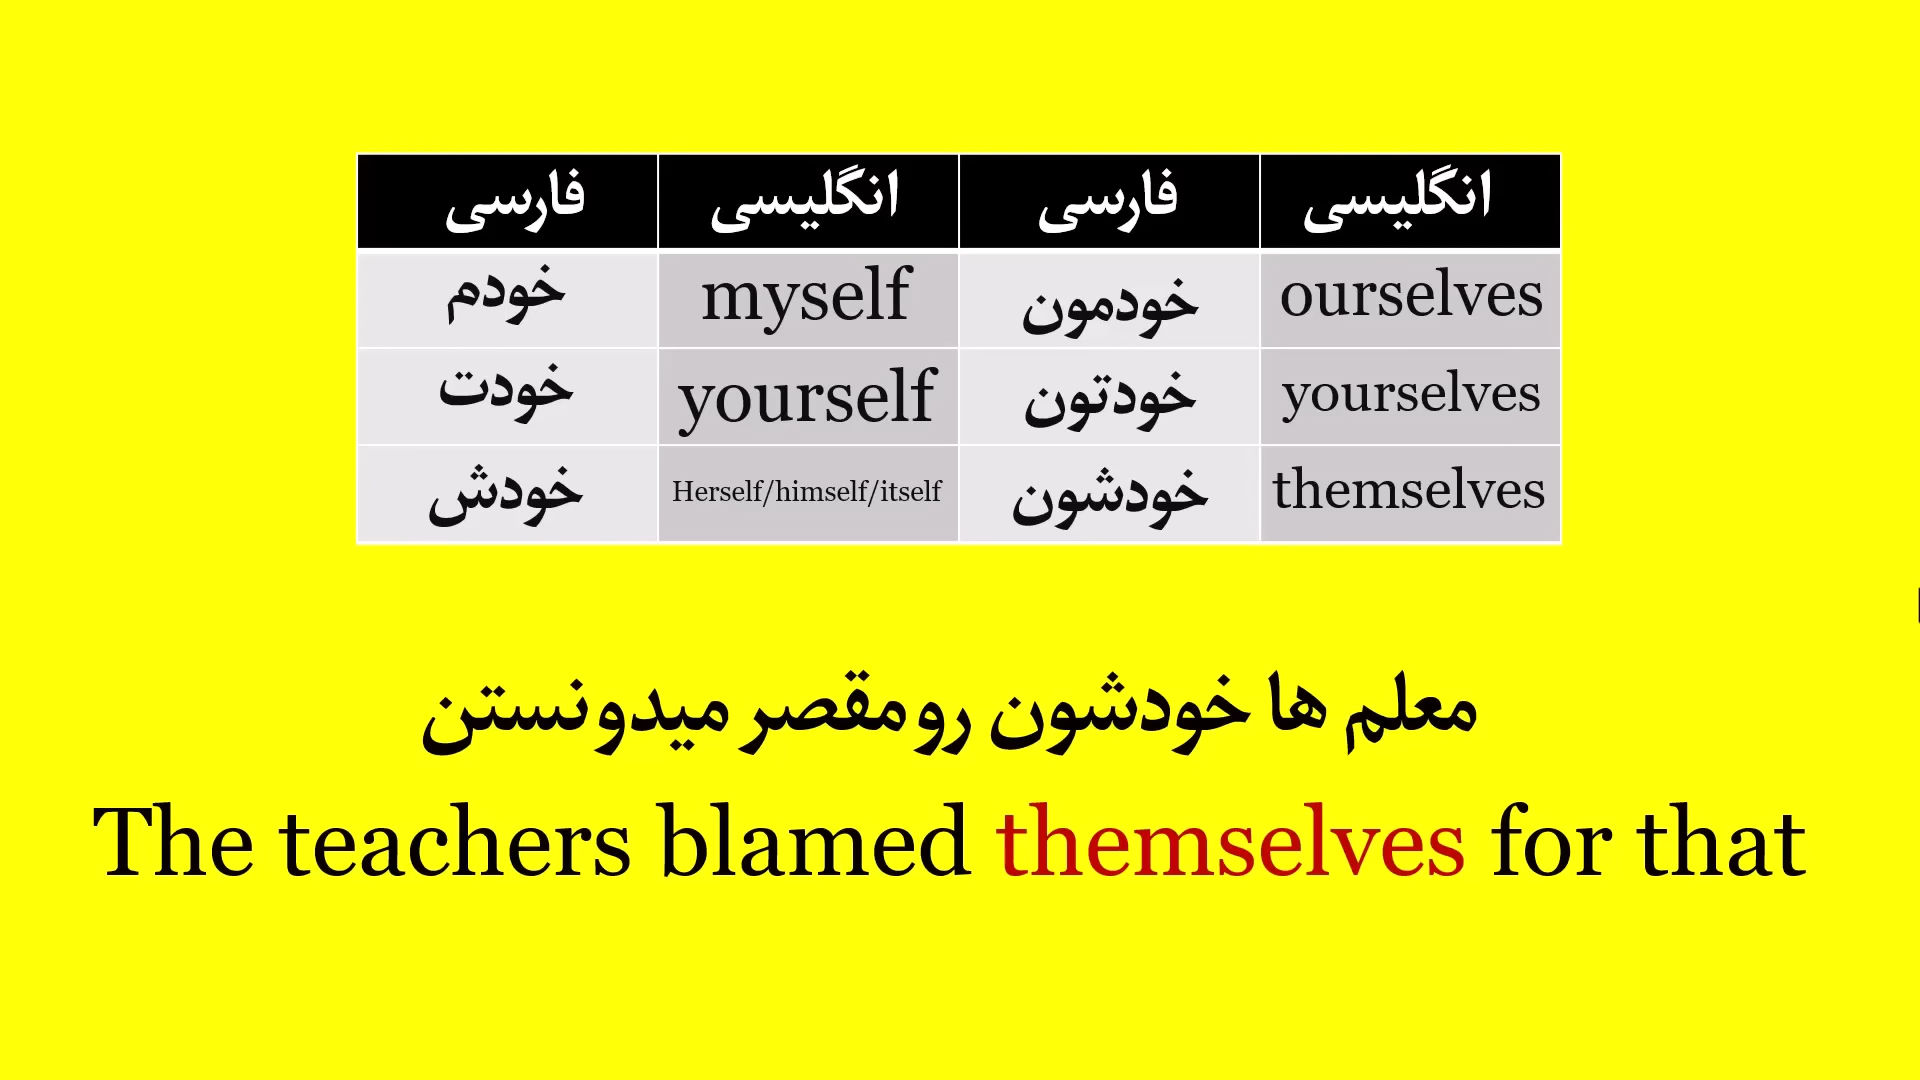 فارسی انگلیسی فارسی انگلیسی
خودم myself خودمون ourselves
خودت yourself خودتون yourselves
خودش Herself/himself/itself خودشون themselves
معلم ها خودشون رو مقصر میدونستن
The teachers blamed themselves for that